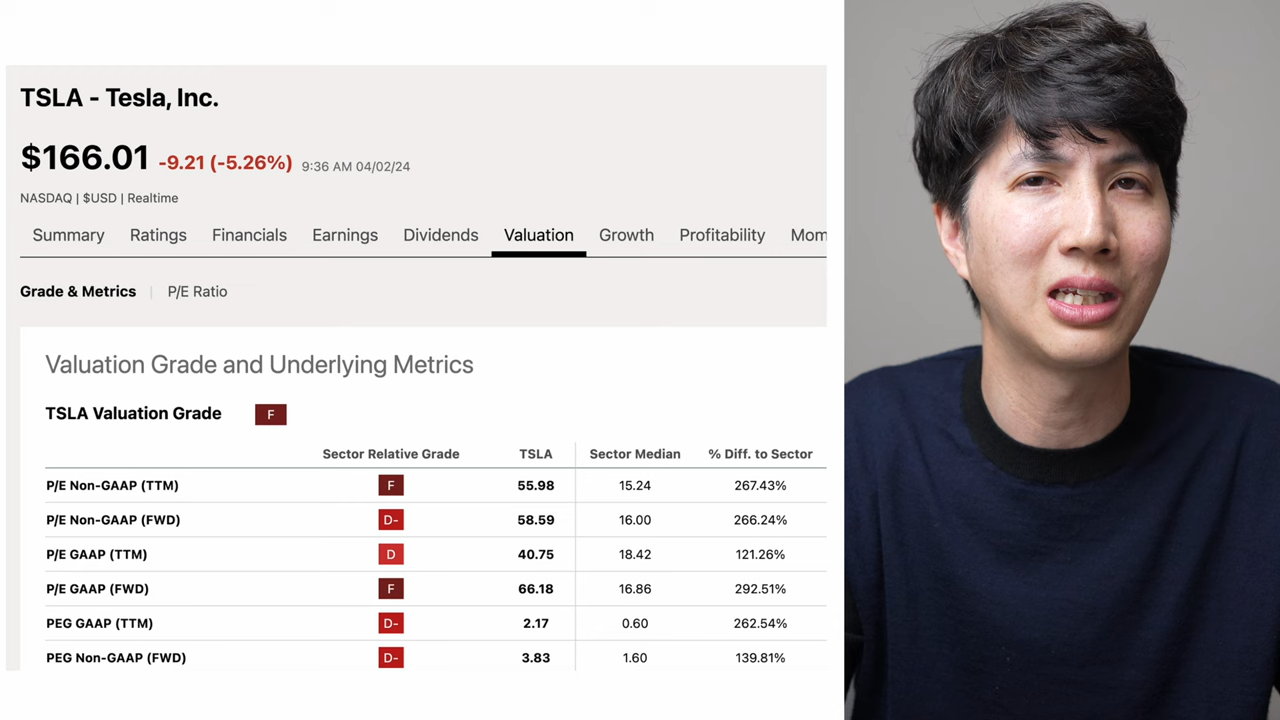 TSLA - Tesla, Inc.
$166.01 -9.21 (-5.26%) 9:36 AM 04/02/24
NASDAQ | $USD | Realtime
Summary Ratings Financials Earnings Dividends Valuation Growth Profitability Mom
Grade & Metrics | P/E Ratio
Valuation Grade and Underlying Metrics
TSLA Valuation Grade F
Sector Relative Grade TSLA Sector Median % Diff. to Sector
P/E Non-GAAP (TTM) F 55.98 15.24 267.43%
P/E Non-GAAP (FWD) D- 58.59 16.00 266.24%
P/E GAAP (TTM) D 40.75 18.42 121.26%
P/E GAAP (FWD) F 66.18 16.86 292.51%
PEG GAAP (TTM) D- 2.17 0.60 262.54%
PEG Non-GAAP (FWD) D- 3.83 1.60 139.81%